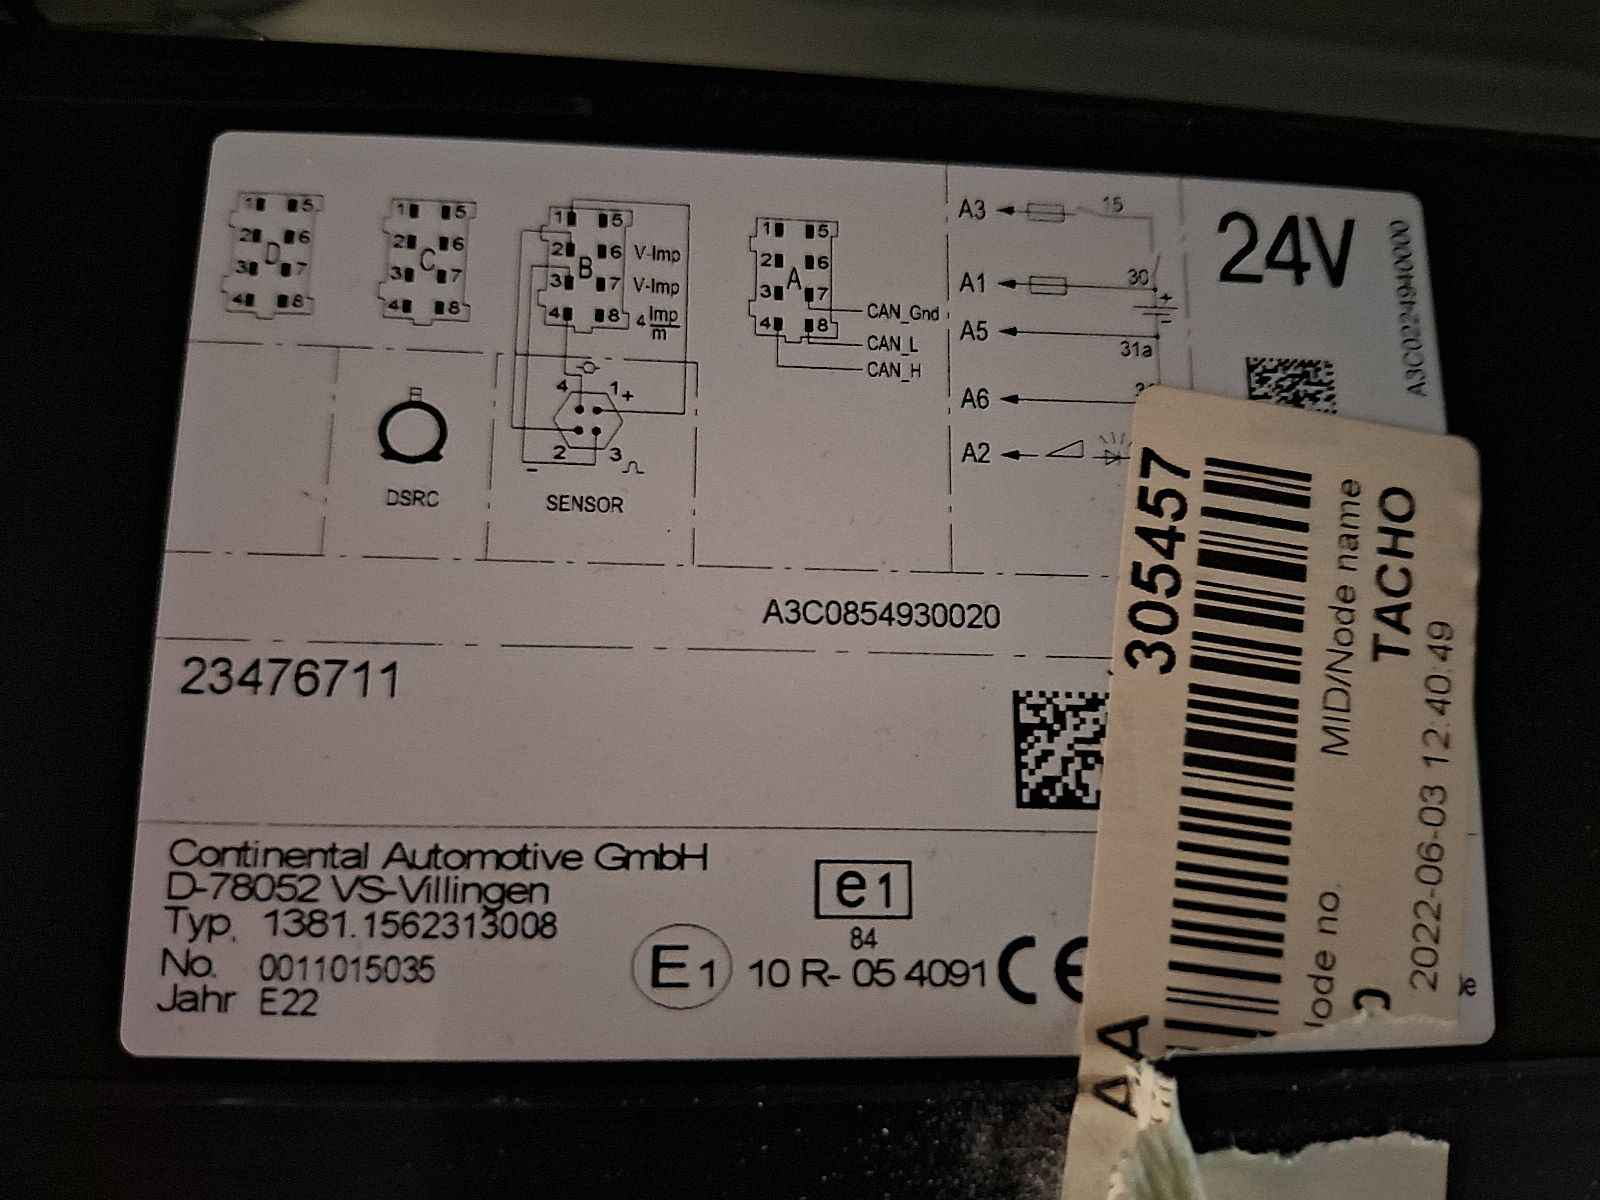 1 5
2 6
D
3 7
4 8
1 5
2 6
C
3 7
4 8
1 5
2 6 V-Imp
B
3 7 V-Imp
4 8 4 Imp
m
1 5
2 6
A
3 7
4 8
CAN_Gnd
CAN_L
CAN_H
4 1 +
2 3
-
DSRC
SENSOR
A3 15
A1 30
+
-
A5
31a
A6
A2
24V
A3C0224940000
A3C0854930020
23476711
Continental Automotive GmbH
D-78052 VS-Villingen
Typ. 1381.1562313008
No. 0011015035
Jahr E22
e1
84
E1 10 R- 05 4091 CE
305457
AA
MID/Node name
TACHO
2022-06-03 12:40:49